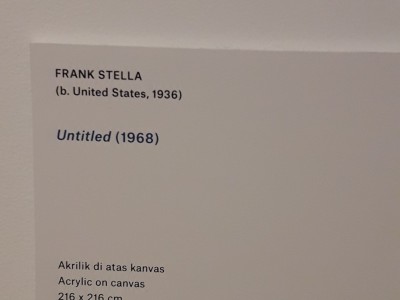 FRANK STELLA
(b. United States, 1936)
Untitled (1968)
Akrilik di atas kanvas
Acrylic on canvas
216 x 216 cm